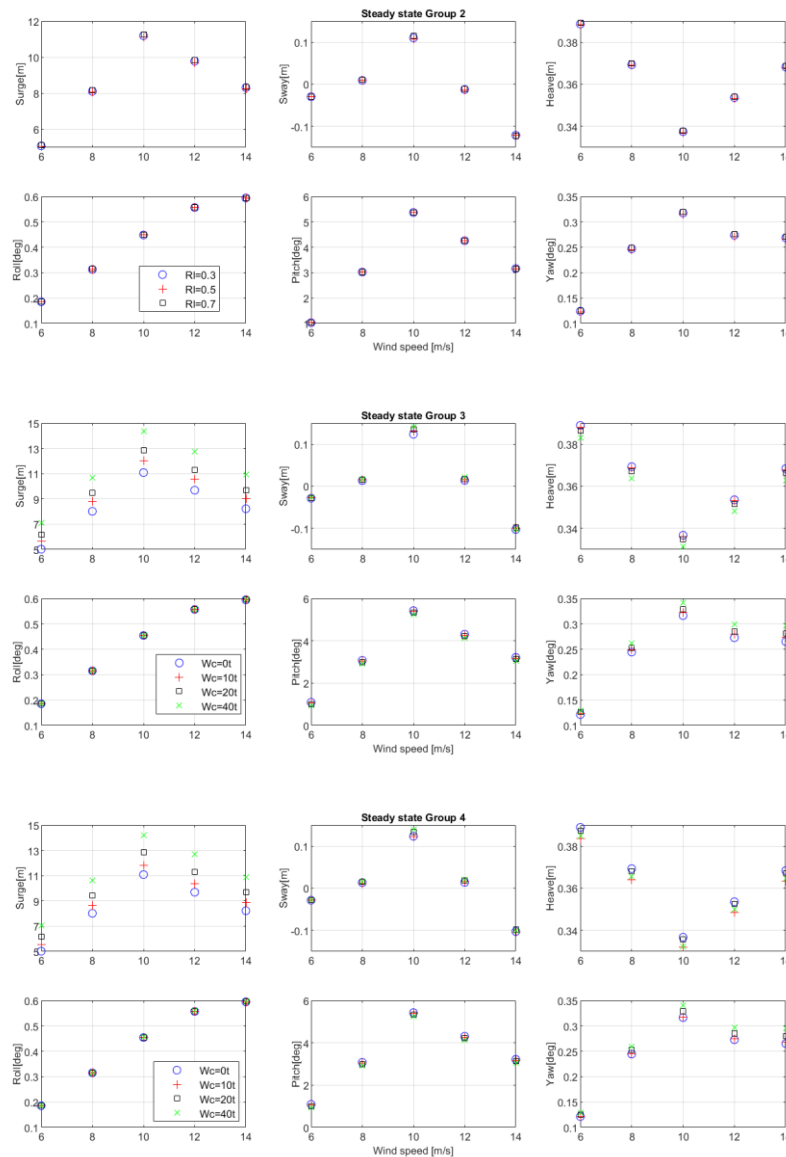 Steady state Group 2
Surge[m]
12
10
8
6
6 8 10 12 14
Sway[m]
0.1
0
-0.1
6 8 10 12 14
Heave[m]
0.38
0.36
0.34
6 8 10 12 14
Roll[deg]
0.6
0.5
0.4
0.3
0.2
0.1
6 8 10 12 14
RI=0.3
RI=0.5
RI=0.7
Pitch[deg]
6
5
4
3
2
1
6 8 10 12 14
Wind speed [m/s]
Yaw[deg]
0.35
0.3
0.25
0.2
0.15
0.1
6 8 10 12 14
Steady state Group 3
Surge[m]
15
13
11
9
7
5
6 8 10 12 14
Sway[m]
0.1
0
-0.1
6 8 10 12 14
Heave[m]
0.38
0.36
0.34
6 8 10 12 14
Roll[deg]
0.6
0.5
0.4
0.3
0.2
0.1
6 8 10 12 14
Wc=0t
Wc=10t
Wc=20t
Wc=40t
Pitch[deg]
6
4
2
0
6 8 10 12 14
Wind speed [m/s]
Yaw[deg]
0.35
0.3
0.25
0.2
0.15
0.1
6 8 10 12 14
Steady state Group 4
Surge[m]
15
13
11
9
7
5
6 8 10 12 14
Sway[m]
0.1
0
-0.1
6 8 10 12 14
Heave[m]
0.38
0.36
0.34
6 8 10 12 14
Roll[deg]
0.6
0.5
0.4
0.3
0.2
0.1
6 8 10 12 14
Wc=0t
Wc=10t
Wc=20t
Wc=40t
Pitch[deg]
6
4
2
0
6 8 10 12 14
Wind speed [m/s]
Yaw[deg]
0.35
0.3
0.25
0.2
0.15
0.1
6 8 10 12 14